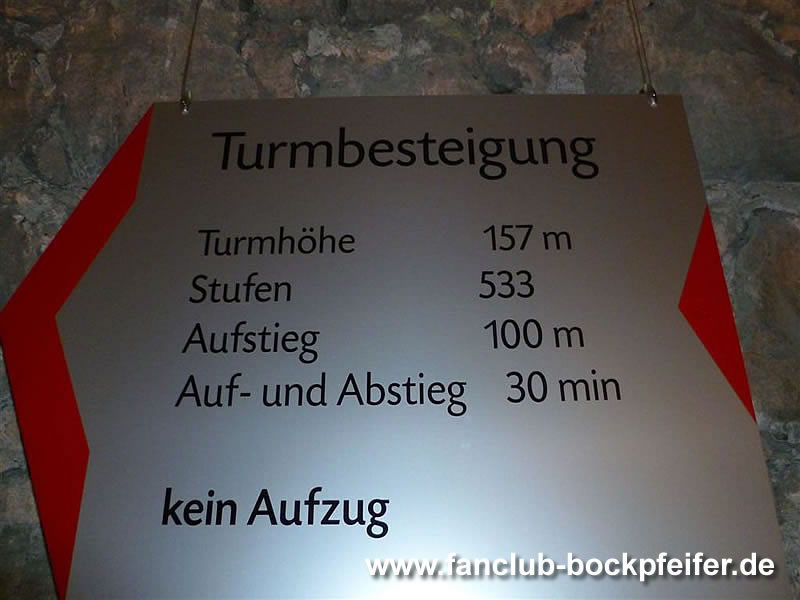 Turmbesteigung
Turmhöhe 157 m
Stufen 533
Aufstieg 100 m
Auf- und Abstieg 30 min
kein Aufzug
www.fanclub-bockpfeifer.de